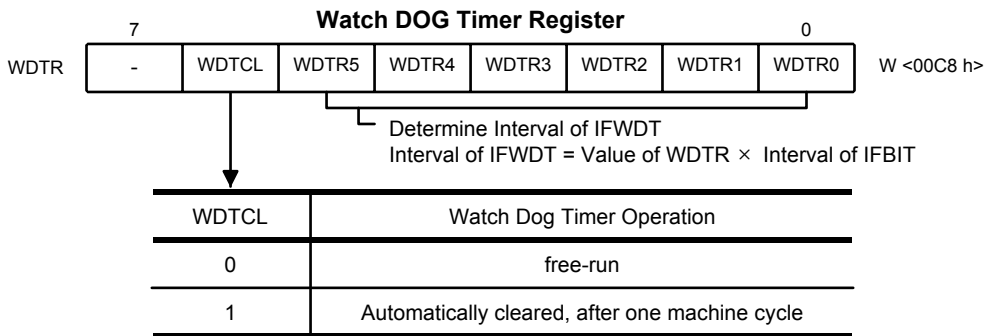 Watch DOG Timer Register
7 0
WDTR - WDTCL WDTR5 WDTR4 WDTR3 WDTR2 WDTR1 WDTR0 W <00C8 h>
Determine Interval of IFWDT
Interval of IFWDT = Value of WDTR × Interval of IFBIT
WDTCL Watch Dog Timer Operation
0 free-run
1 Automatically cleared, after one machine cycle